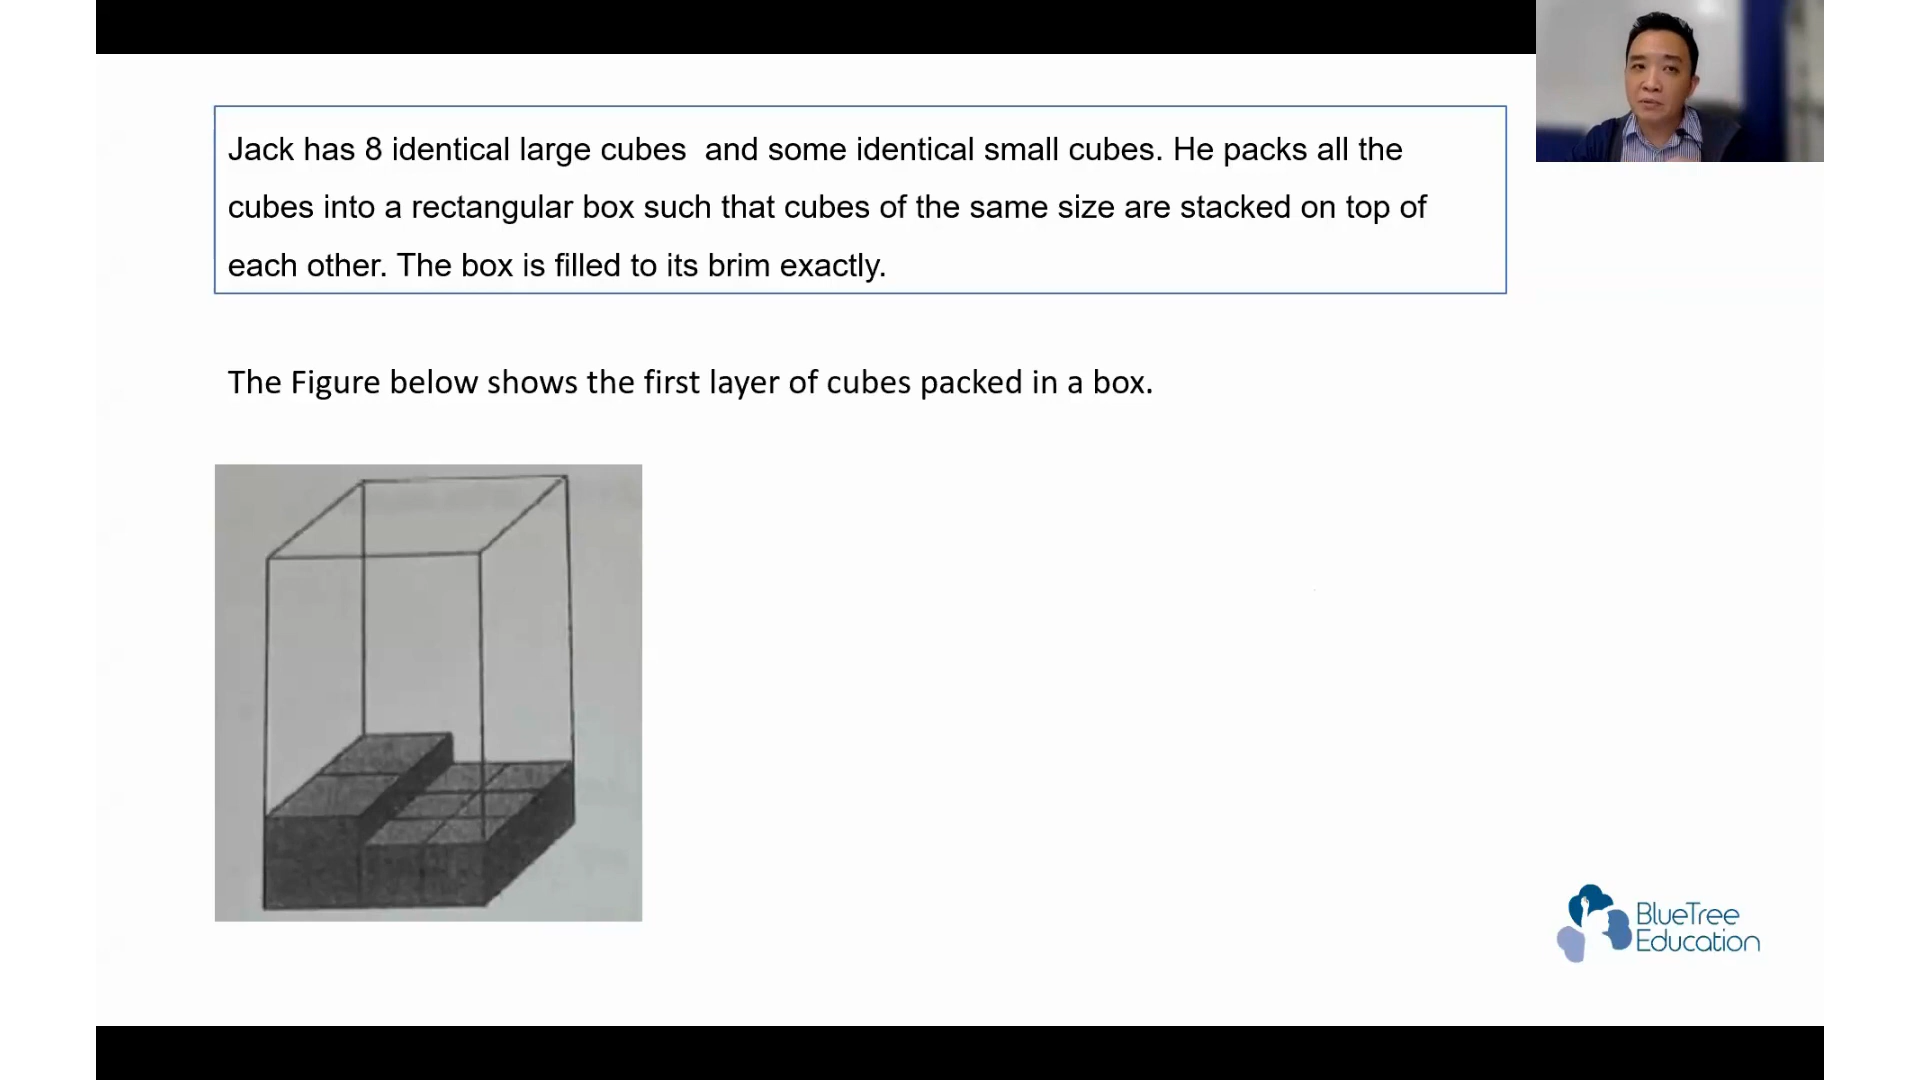 Jack has 8 identical large cubes  and some identical small cubes. He packs all the
cubes into a rectangular box such that cubes of the same size are stacked on top of
each other. The box is filled to its brim exactly.
The Figure below shows the first layer of cubes packed in a box.
BlueTree
Education